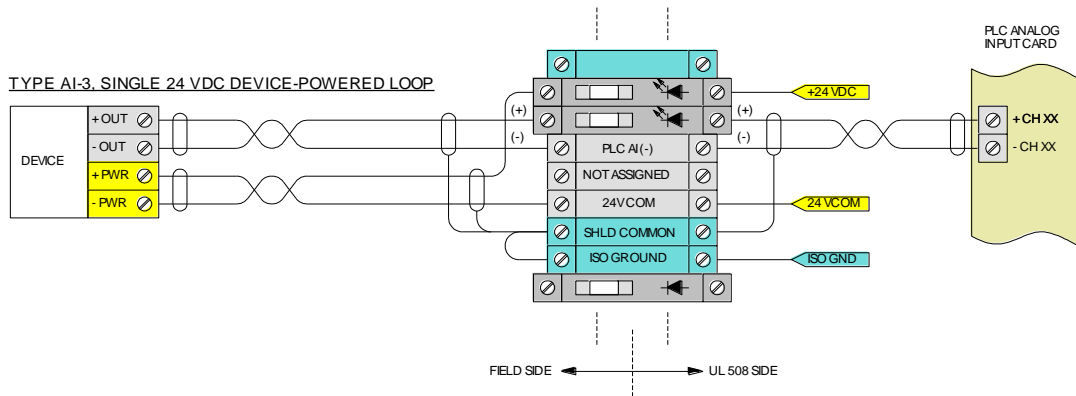 PLC ANALOG
INPUT CARD
TYPE AI-3, SINGLE 24 VDC DEVICE-POWERED LOOP
+24 VDC
+ OUT
(+)
(+)
+ CH XX
- OUT
(-)
PLC AI (-)
(-)
- CH XX
DEVICE
+ PWR
NOT ASSIGNED
- PWR
24V COM
24 VCOM
SHLD COMMON
ISO GROUND
ISO GND
FIELD SIDE
UL 508 SIDE